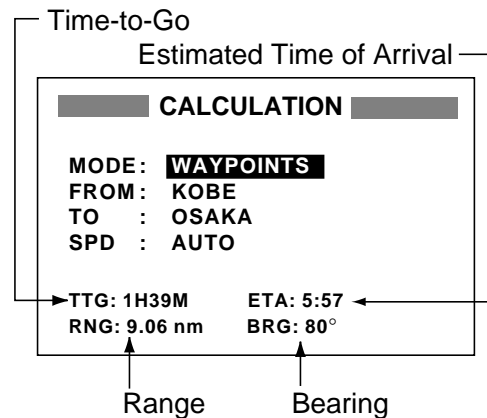 Time-to-Go
Estimated Time of Arrival
CALCULATION
MODE: WAYPOINTS
FROM: KOBE
TO : OSAKA
SPD : AUTO
TTG: 1H39M ETA: 5:57
RNG: 9.06 nm BRG: 80°
Range Bearing